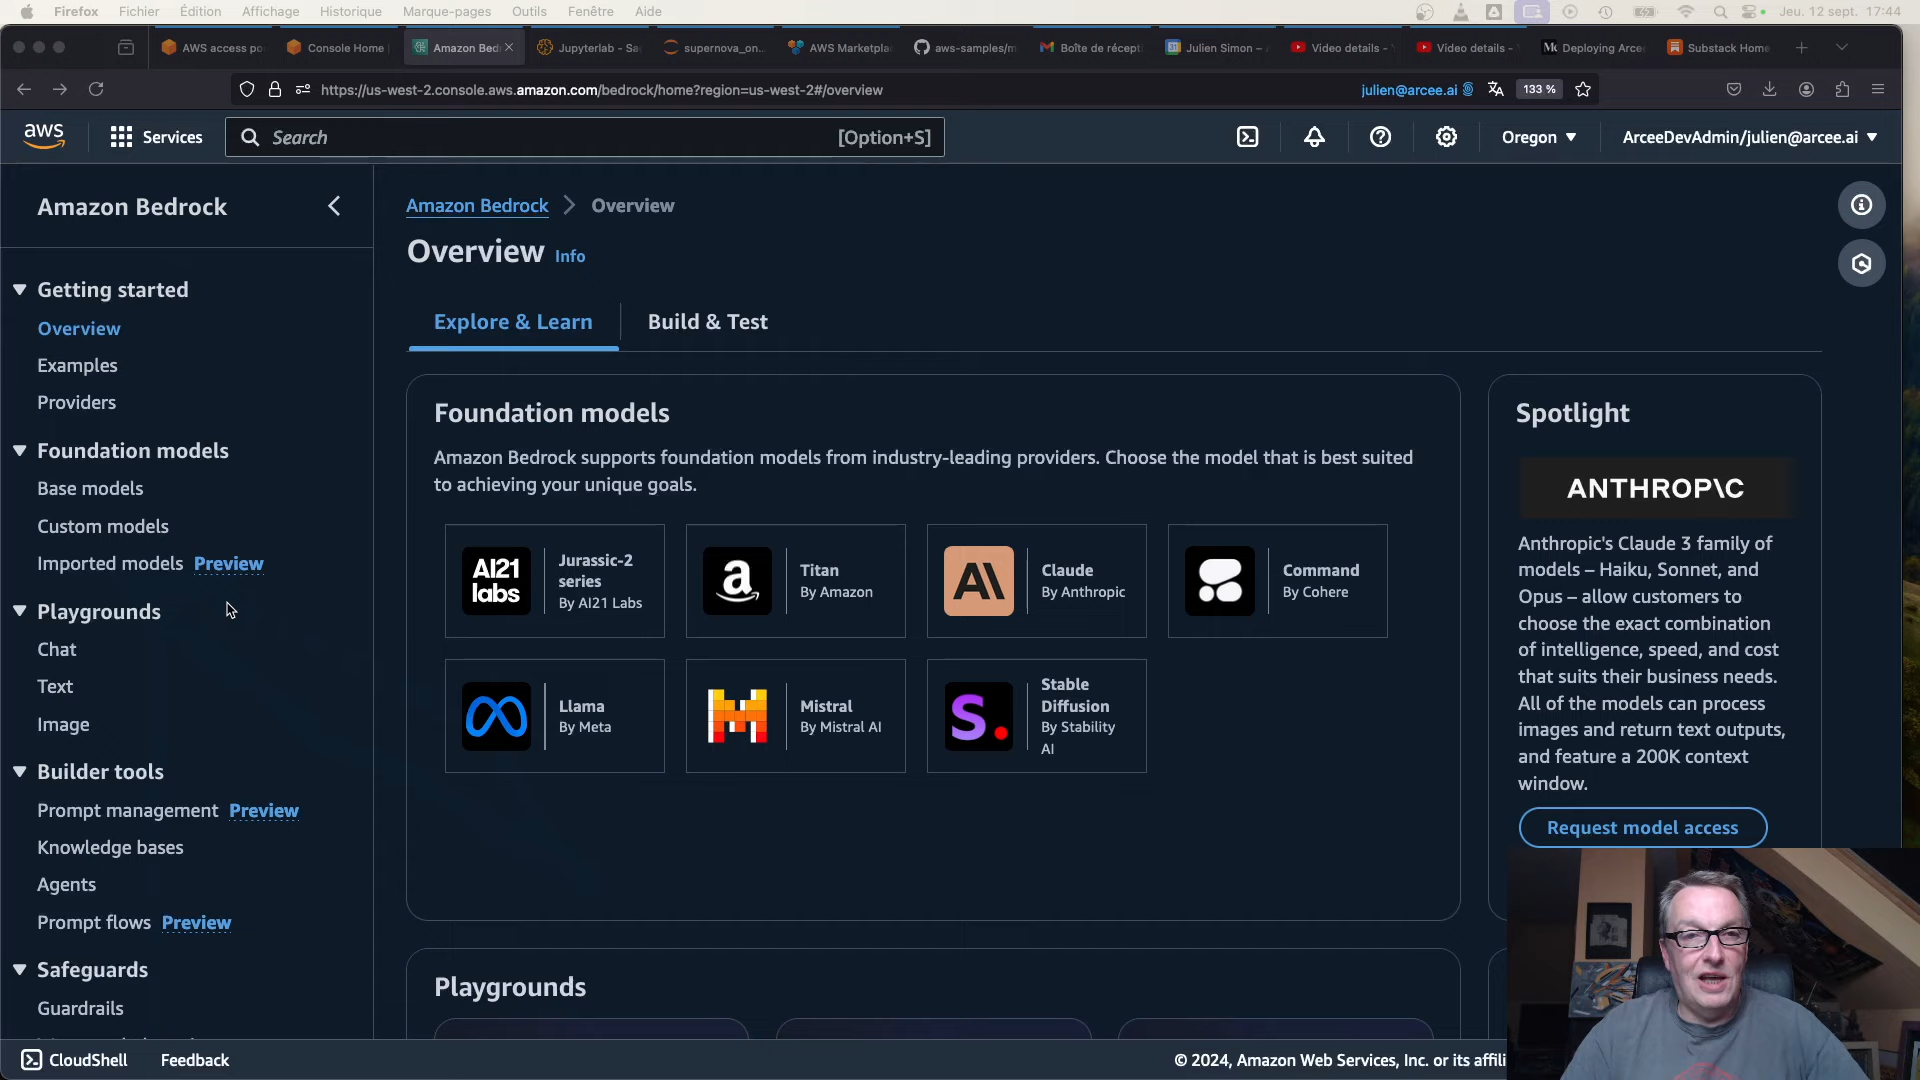 Firefox Fichier Édition Affichage Historique Marque-pages Outils Fenêtre Aide Jeu. 12 sept. 17:44
AWS access po Console Home Amazon Bed Jupyterlab - Sa supernova_on... AWS Marketpla aws-samples/m Boîte de récept Julien Simon – Video details - Video details - Deploying Arce Substack Home
https://us-west-2.console.aws.amazon.com/bedrock/home?region=us-west-2#/overview julien@arcee.ai 133 %
aws Services Search [Option+S] Oregon ArceeDevAdmin/julien@arcee.ai
Amazon Bedrock
Getting started
Overview
Examples
Providers
Foundation models
Base models
Custom models
Imported models Preview
Playgrounds
Chat
Text
Image
Builder tools
Prompt management Preview
Knowledge bases
Agents
Prompt flows Preview
Safeguards
Guardrails
Amazon Bedrock > Overview
Overview Info
Explore & Learn Build & Test
Foundation models
Amazon Bedrock supports foundation models from industry-leading providers. Choose the model that is best suited
to achieving your unique goals.
AI21
labs
Jurassic-2
series
By AI21 Labs
Titan
By Amazon
Claude
By Anthropic
Command
By Cohere
Llama
By Meta
Mistral
By Mistral AI
Stable
Diffusion
By Stability
AI
Playgrounds
Spotlight
ANTHROP\C
Anthropic's Claude 3 family of
models – Haiku, Sonnet, and
Opus – allow customers to
choose the exact combination
of intelligence, speed, and cost
that suits their business needs.
All of the models can process
images and return text outputs,
and feature a 200K context
window.
Request model access
CloudShell Feedback © 2024, Amazon Web Services, Inc. or its affili